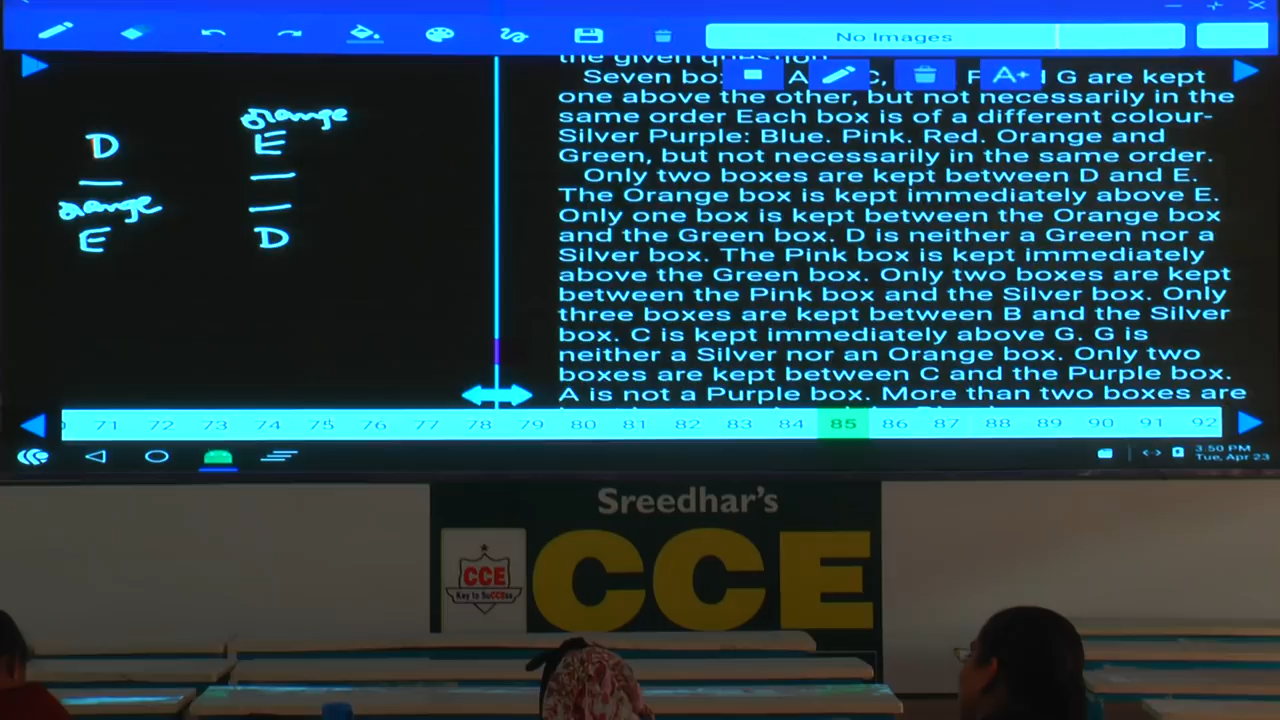 No Images
the given question
Seven A C, F G are kept
one above the other, but not necessarily in the
same order Each box is of a different colour-
Silver Purple: Blue. Pink. Red. Orange and
Green, but not necessarily in the same order.
Only two boxes are kept between D and E.
The Orange box is kept immediately above E.
Only one box is kept between the Orange box
and the Green box. D is neither a Green nor a
Silver box. The Pink box is kept immediately
above the Green box. Only two boxes are kept
between the Pink box and the Silver box. Only
three boxes are kept between B and the Silver
box. C is kept immediately above G. G is
neither a Silver nor an Orange box. Only two
boxes are kept between C and the Purple box.
A is not a Purple box. More than two boxes are
A+
orange
D E
orange
E D
71 72 73 74 75 76 77 78 79 80 81 82 83 84 85 86 87 88 89 90 91 92
3:50 PM
Tue, Apr 23
Sreedhar's
CCE
CCE
Key to SuCCEss